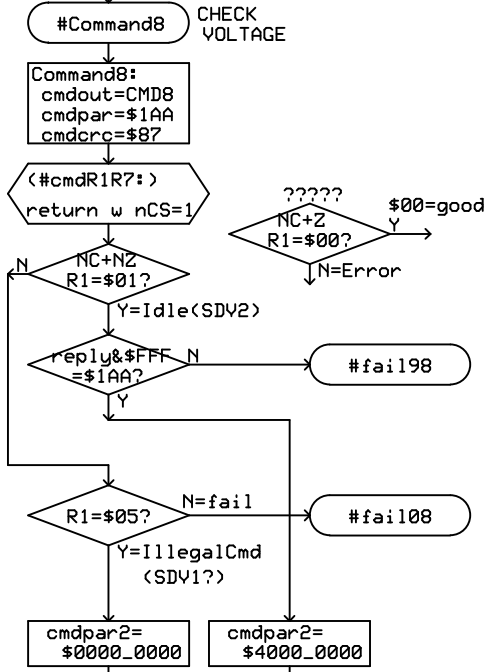 #Command8
CHECK
VOLTAGE
Command8:
cmdout=CMD8
cmdpar=$1AA
cmdcrc=$87
(#cmdR1R7:)
return w nCS=1
?????
NC+Z
R1=$00?
$00=good
Y
N=Error
NC+NZ
R1=$01?
N
Y=Idle(SDV2)
reply&$FFF
=$1AA?
N
#fail98
Y
R1=$05?
N=fail
#fail08
Y=IllegalCmd
(SDV1?)
cmdpar2=
$0000_0000
cmdpar2=
$4000_0000